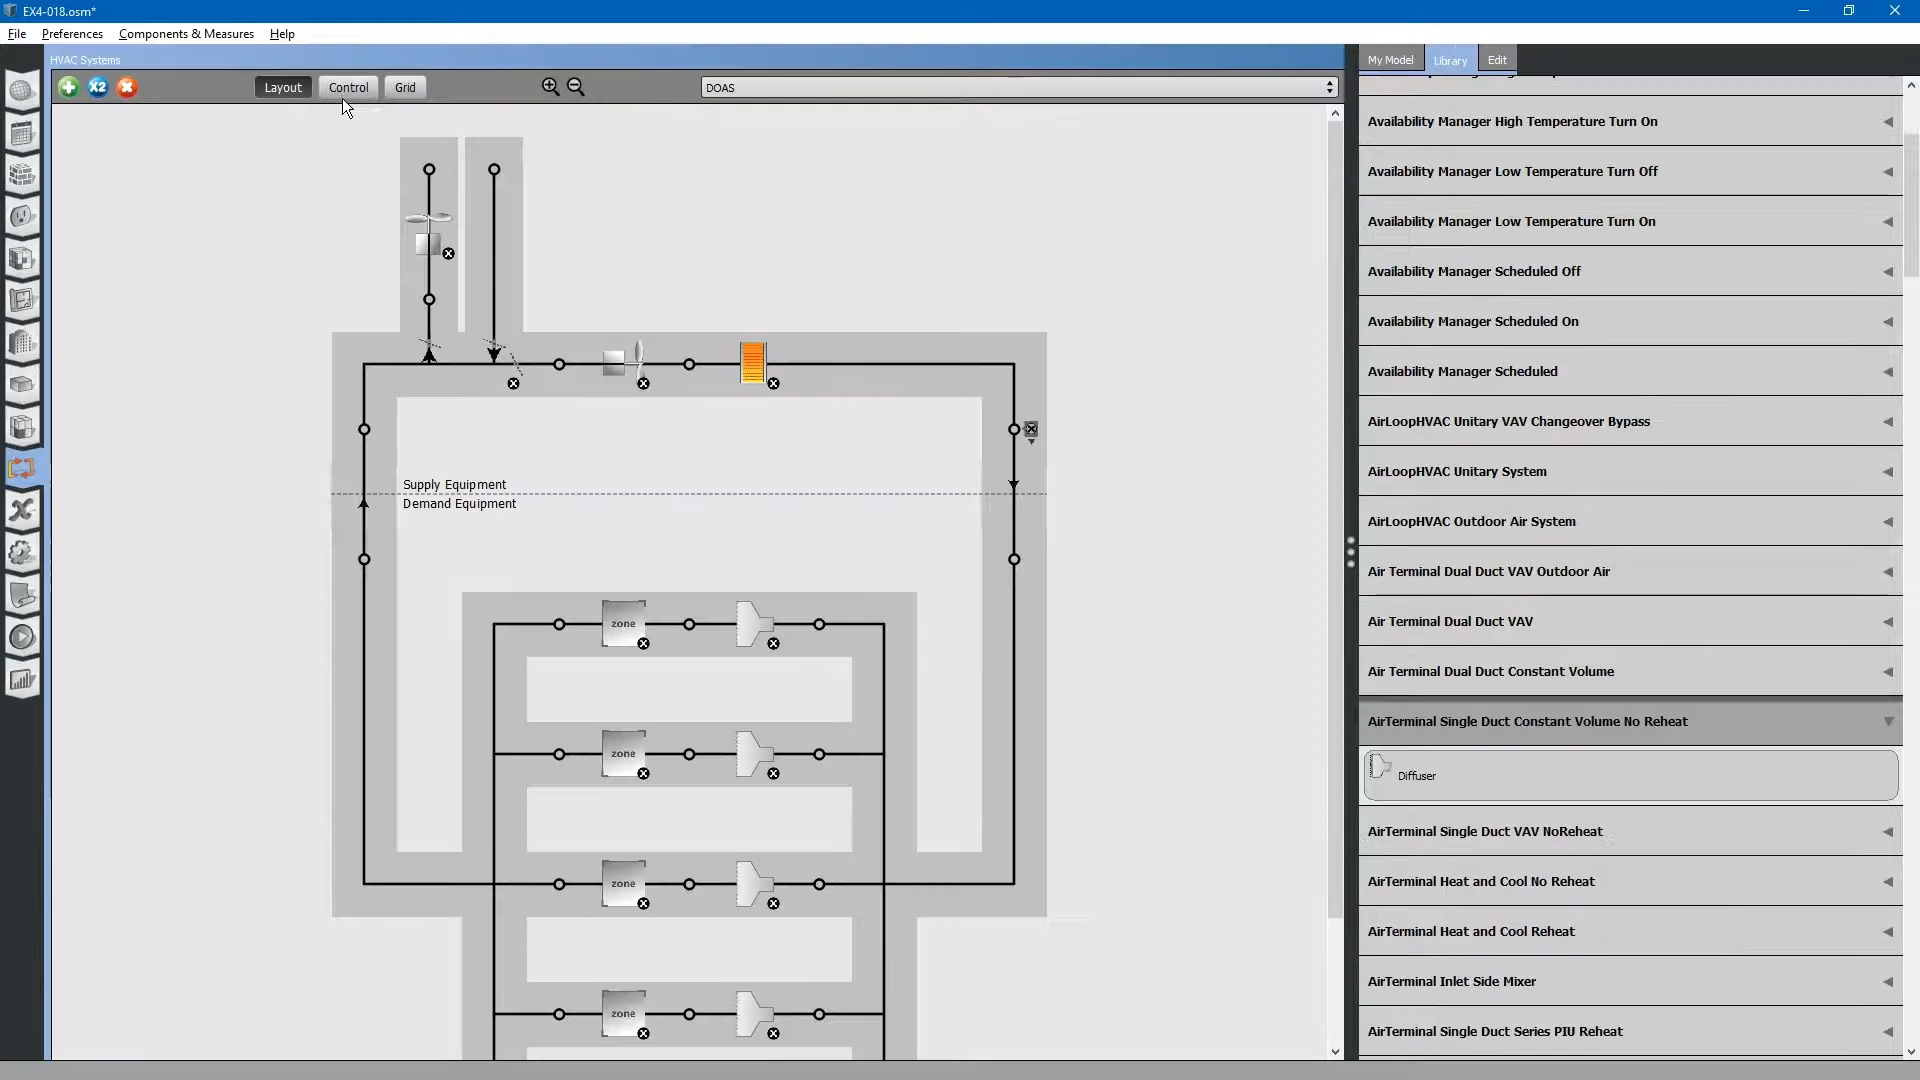 EX4-018.osm*
File Preferences Components & Measures Help
HVAC Systems
Layout Control Grid
DOAS
Supply Equipment
Demand Equipment
zone
zone
zone
zone
My Model Library Edit
Availability Manager High Temperature Turn On
Availability Manager Low Temperature Turn Off
Availability Manager Low Temperature Turn On
Availability Manager Scheduled Off
Availability Manager Scheduled On
Availability Manager Scheduled
AirLoopHVAC Unitary VAV Changeover Bypass
AirLoopHVAC Unitary System
AirLoopHVAC Outdoor Air System
Air Terminal Dual Duct VAV Outdoor Air
Air Terminal Dual Duct VAV
Air Terminal Dual Duct Constant Volume
AirTerminal Single Duct Constant Volume No Reheat
Diffuser
AirTerminal Single Duct VAV NoReheat
AirTerminal Heat and Cool No Reheat
AirTerminal Heat and Cool Reheat
AirTerminal Inlet Side Mixer
AirTerminal Single Duct Series PIU Reheat